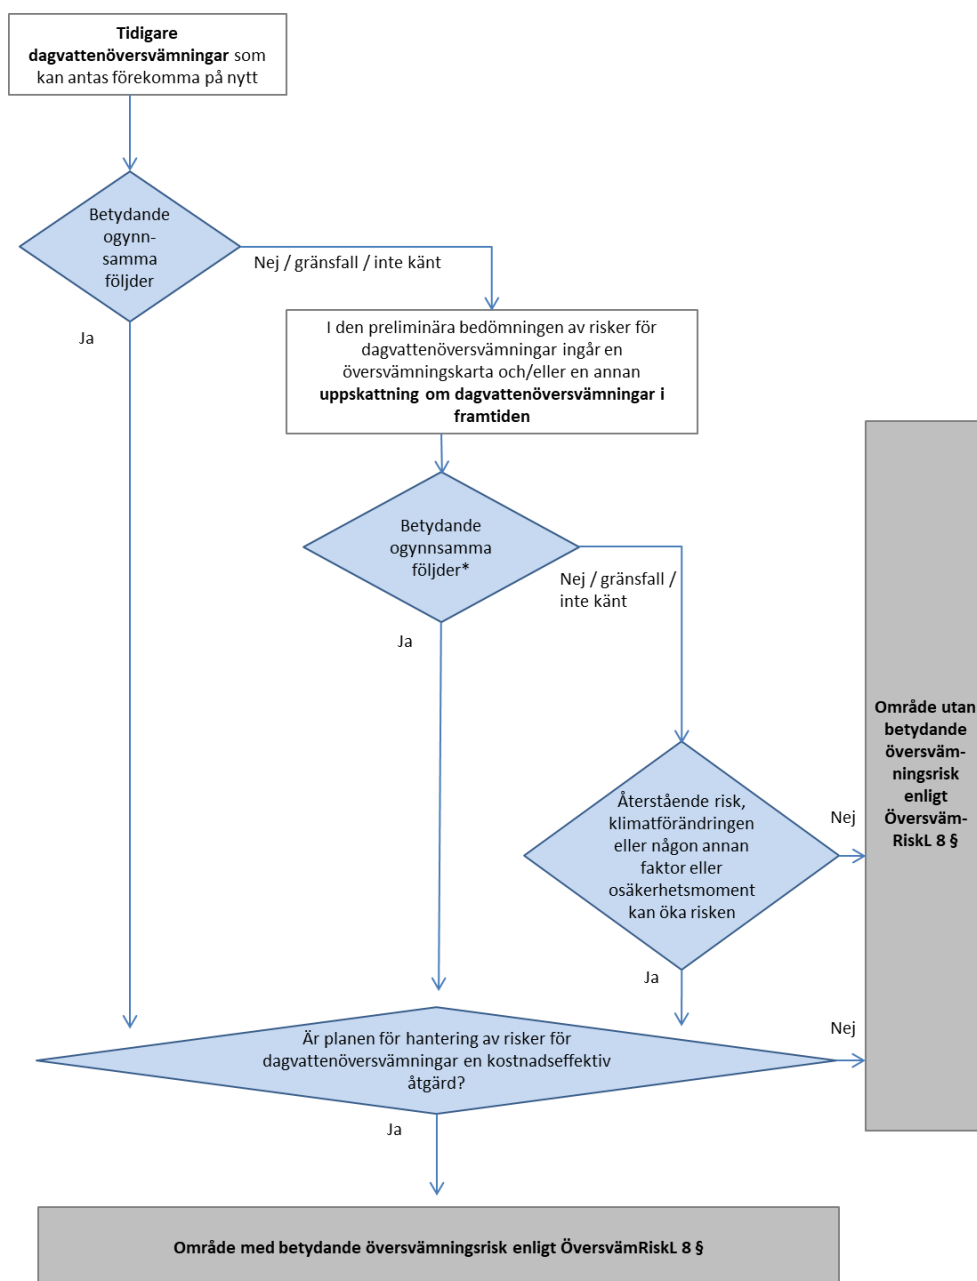 Tidigare
dagvattenöversvämningar som
kan antas förekomma på nytt
Betydande
ogynn-
samma
följder
Nej / gränsfall / inte känt
Ja
I den preliminära bedömningen av risker för
dagvattenöversvämningar ingår en
översvämningskarta och/eller en annan
uppskattning om dagvattenöversvämningar i
framtiden
Betydande
ogynnsamma
följder*
Nej / gränsfall /
inte känt
Ja
Område utan
betydande
översväm-
ningsrisk
enligt
Översväm-
RiskL 8 §
Återstående risk,
klimatförändringen
eller någon annan
faktor eller
osäkerhetsmoment
kan öka risken
Nej
Ja
Är planen för hantering av risker för
dagvattenöversvämningar en kostnadseffektiv
åtgärd?
Nej
Ja
Område med betydande översvämningsrisk enligt ÖversvämRiskL 8 §